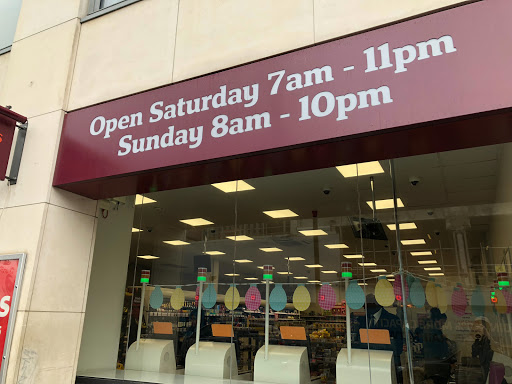 Open Saturday 7am - 11pm
Sunday 8am - 10pm